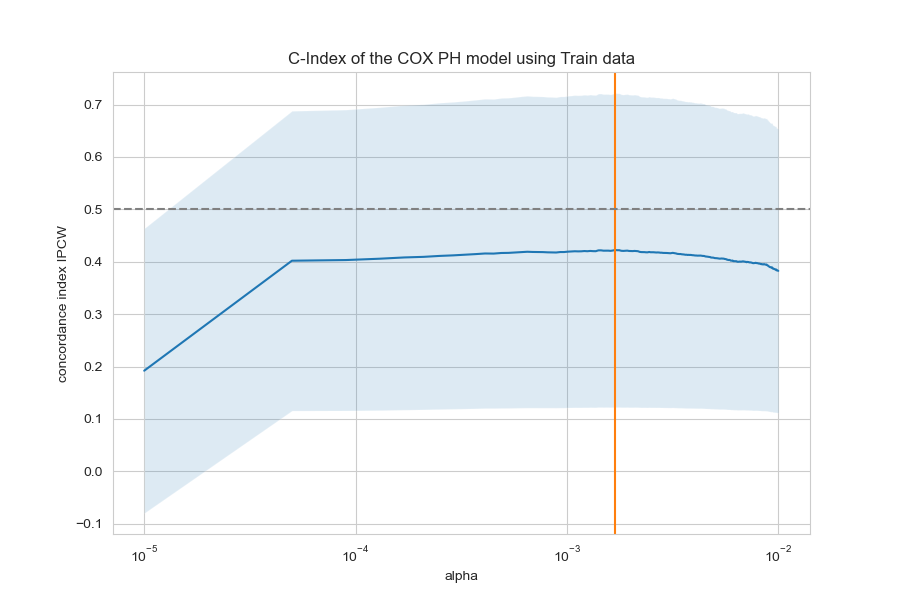 C-Index of the COX PH model using Train data
concordance index IPCW
0.7
0.6
0.5
0.4
0.3
0.2
0.1
0.0
−0.1
10⁻⁵ 10⁻⁴ 10⁻³ 10⁻²
alpha